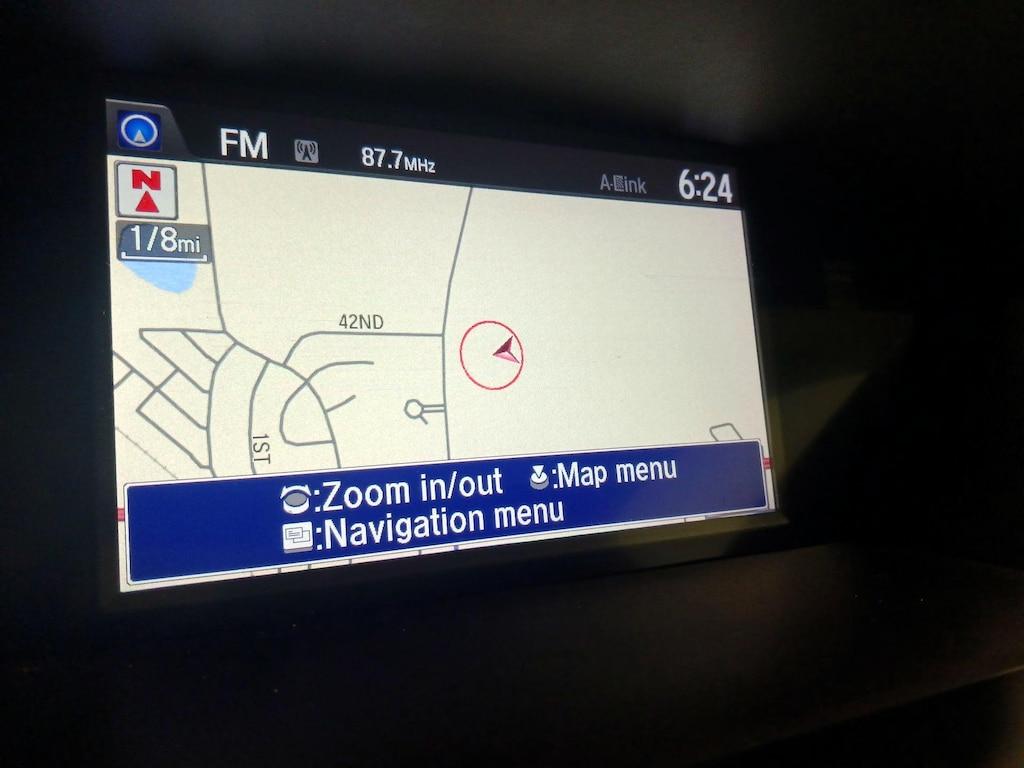 FM 87.7MHz A-Link 6:24
N
1/8mi
42ND
1ST
:Zoom in/out :Map menu
:Navigation menu